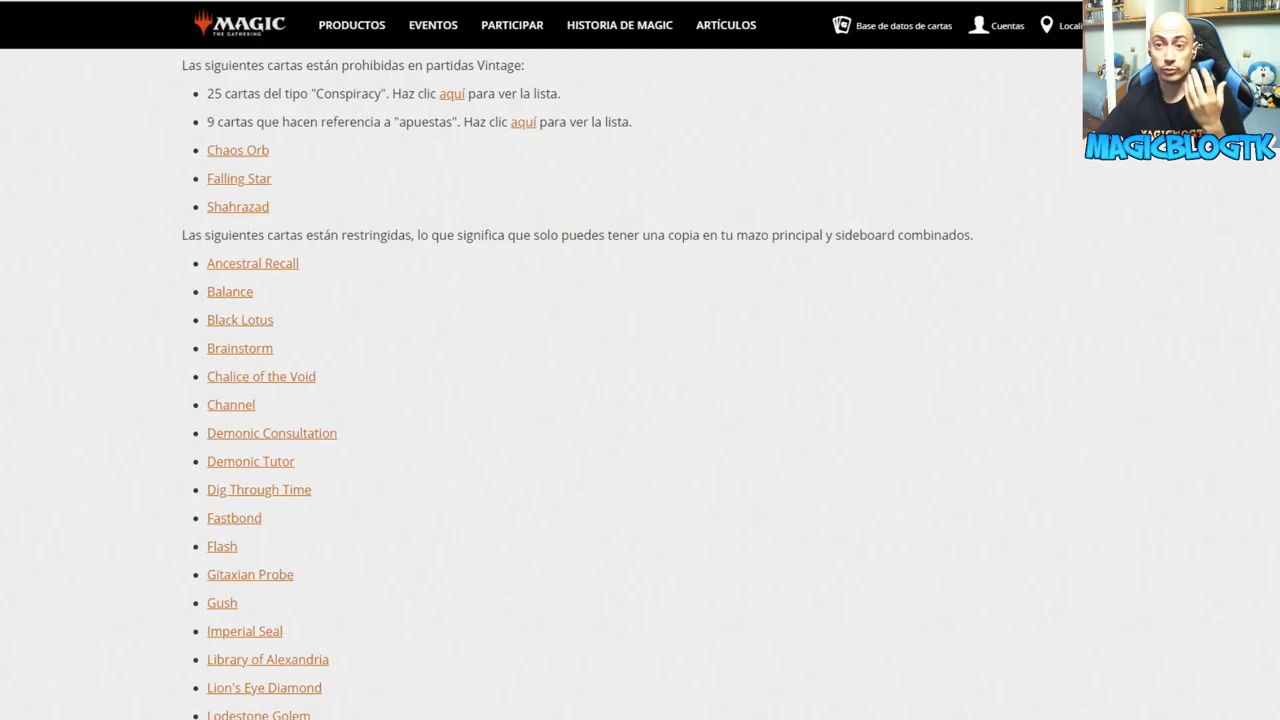 MAGIC
THE GATHERING
PRODUCTOS EVENTOS PARTICIPAR HISTORIA DE MAGIC ARTÍCULOS Base de datos de cartas Cuentas Locali
MAGICBLOGTK
Las siguientes cartas están prohibidas en partidas Vintage:
25 cartas del tipo "Conspiracy". Haz clic aquí para ver la lista.
9 cartas que hacen referencia a "apuestas". Haz clic aquí para ver la lista.
Chaos Orb
Falling Star
Shahrazad
Las siguientes cartas están restringidas, lo que significa que solo puedes tener una copia en tu mazo principal y sideboard combinados.
Ancestral Recall
Balance
Black Lotus
Brainstorm
Chalice of the Void
Channel
Demonic Consultation
Demonic Tutor
Dig Through Time
Fastbond
Flash
Gitaxian Probe
Gush
Imperial Seal
Library of Alexandria
Lion's Eye Diamond
Lodestone Golem